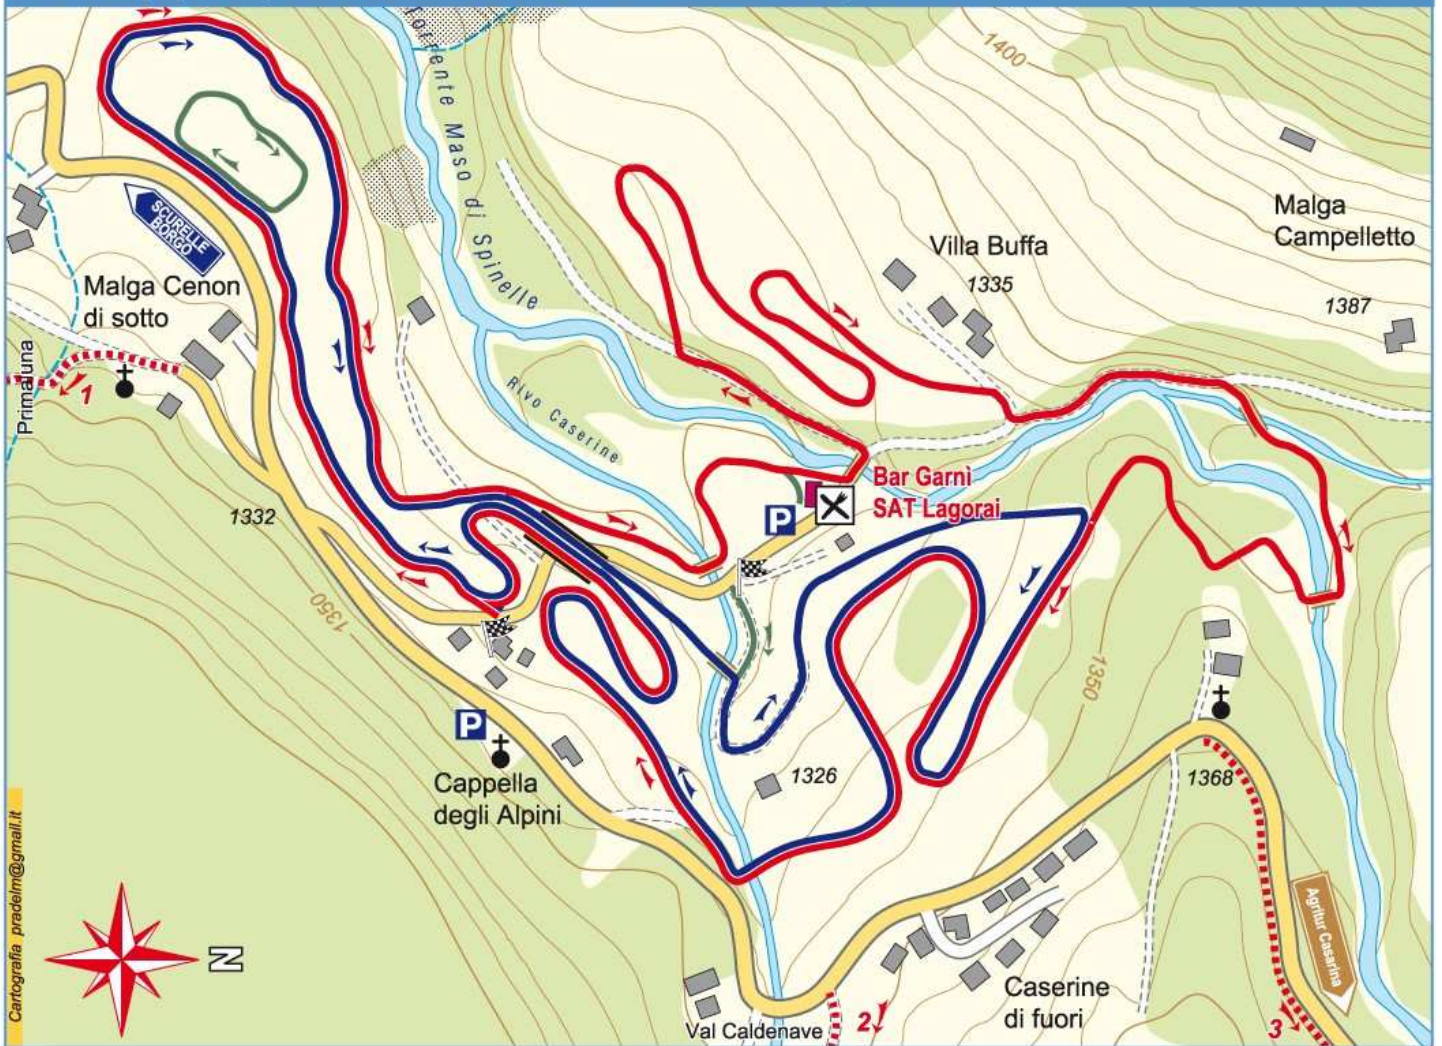 Torrente Maso di Spinelle
1400
Malga
Campelletto
SCURELLE
BORGO
Villa Buffa
1335
1387
Malga Cenon
di sotto
Primaluna
1
Rivo Caserine
Bar Garnì
SAT Lagorai
P
1332
1350
1350
P
1326
1368
Cappella
degli Alpini
Cartografia pradelm@gmail.it
N
Agritur Casarina
Caserine
di fuori
Val Caldenave
2
3